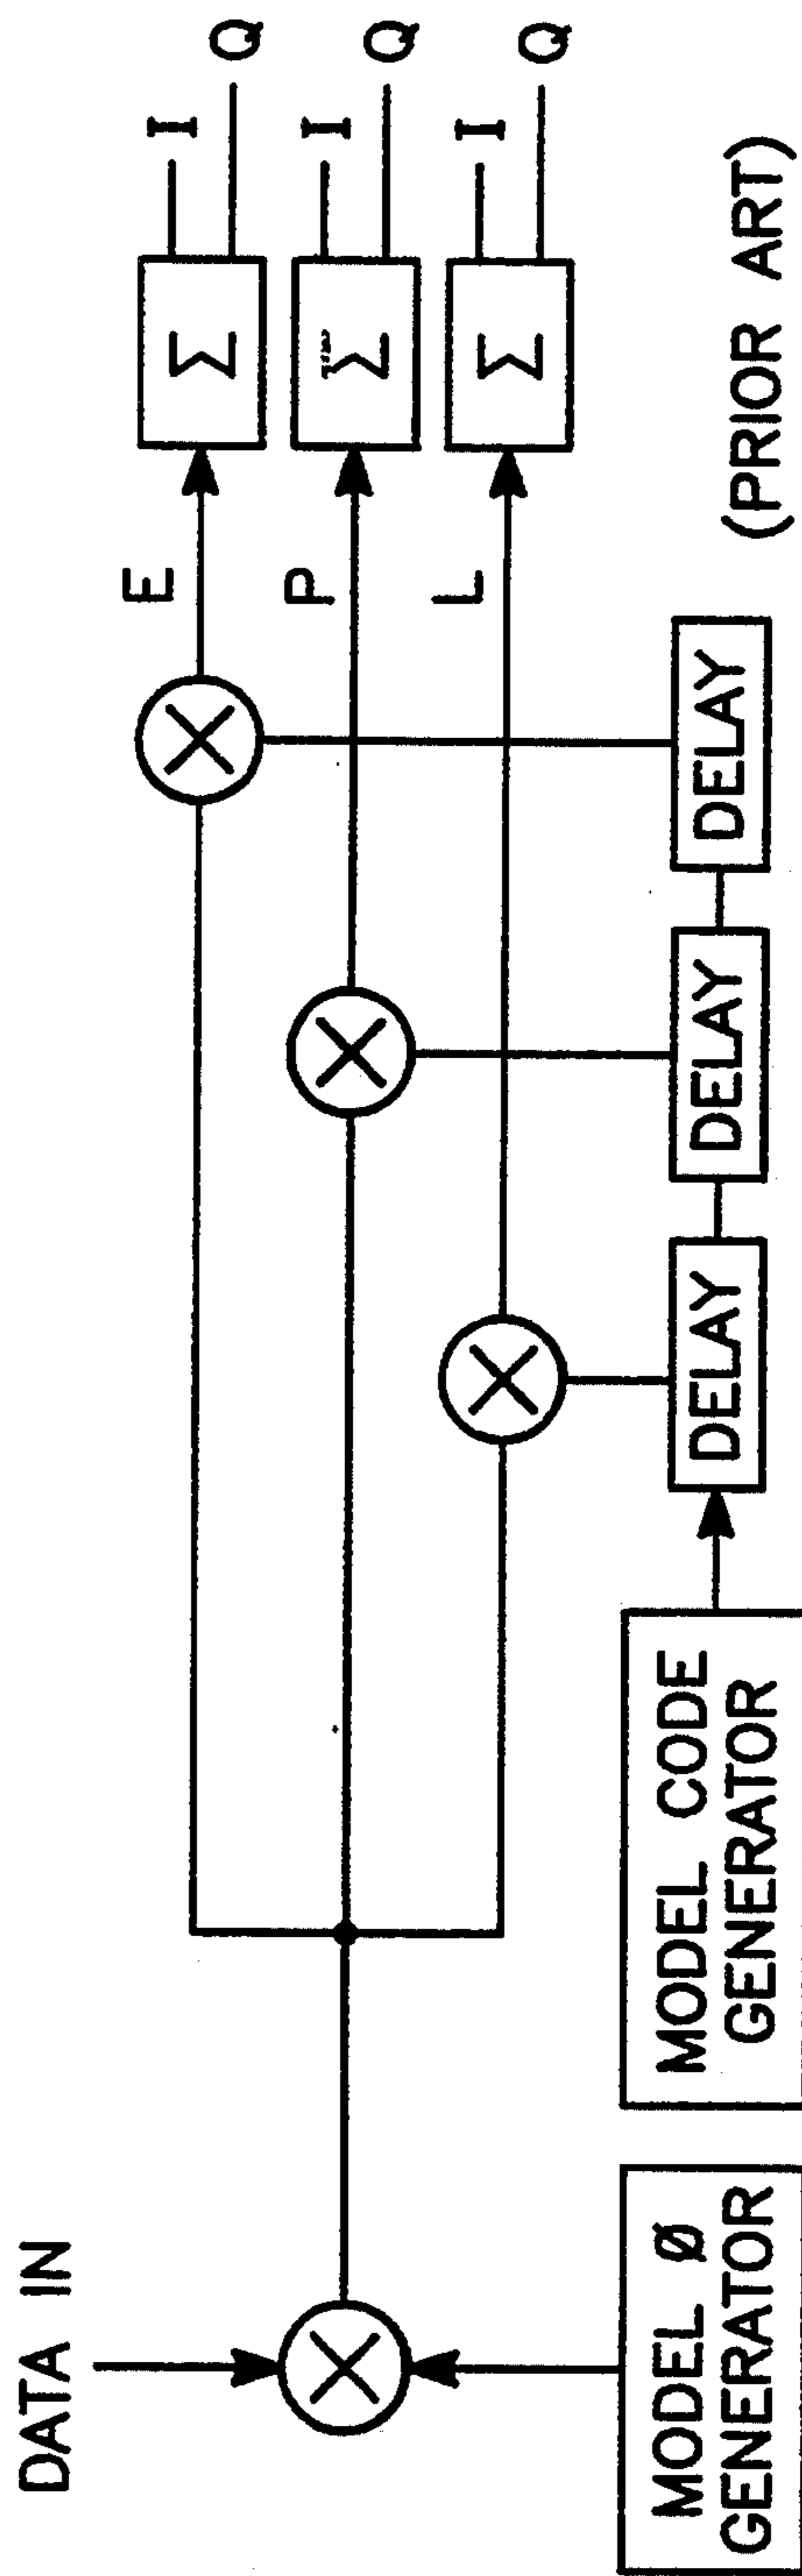 DATA IN
MODEL Ø
GENERATOR
MODEL CODE
GENERATOR
DELAY
DELAY
DELAY
E
P
L
Σ
Σ
Σ
I
Q
I
Q
I
Q
(PRIOR ART)